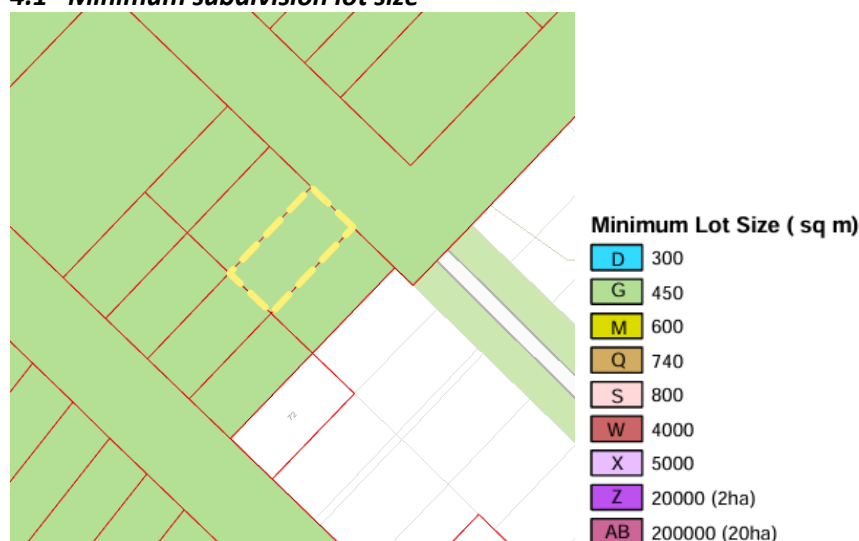 4.1 Minimum subdivision lot size
72
Minimum Lot Size ( sq m)
D 300
G 450
M 600
Q 740
S 800
W 4000
X 5000
Z 20000 (2ha)
AB 200000 (20ha)